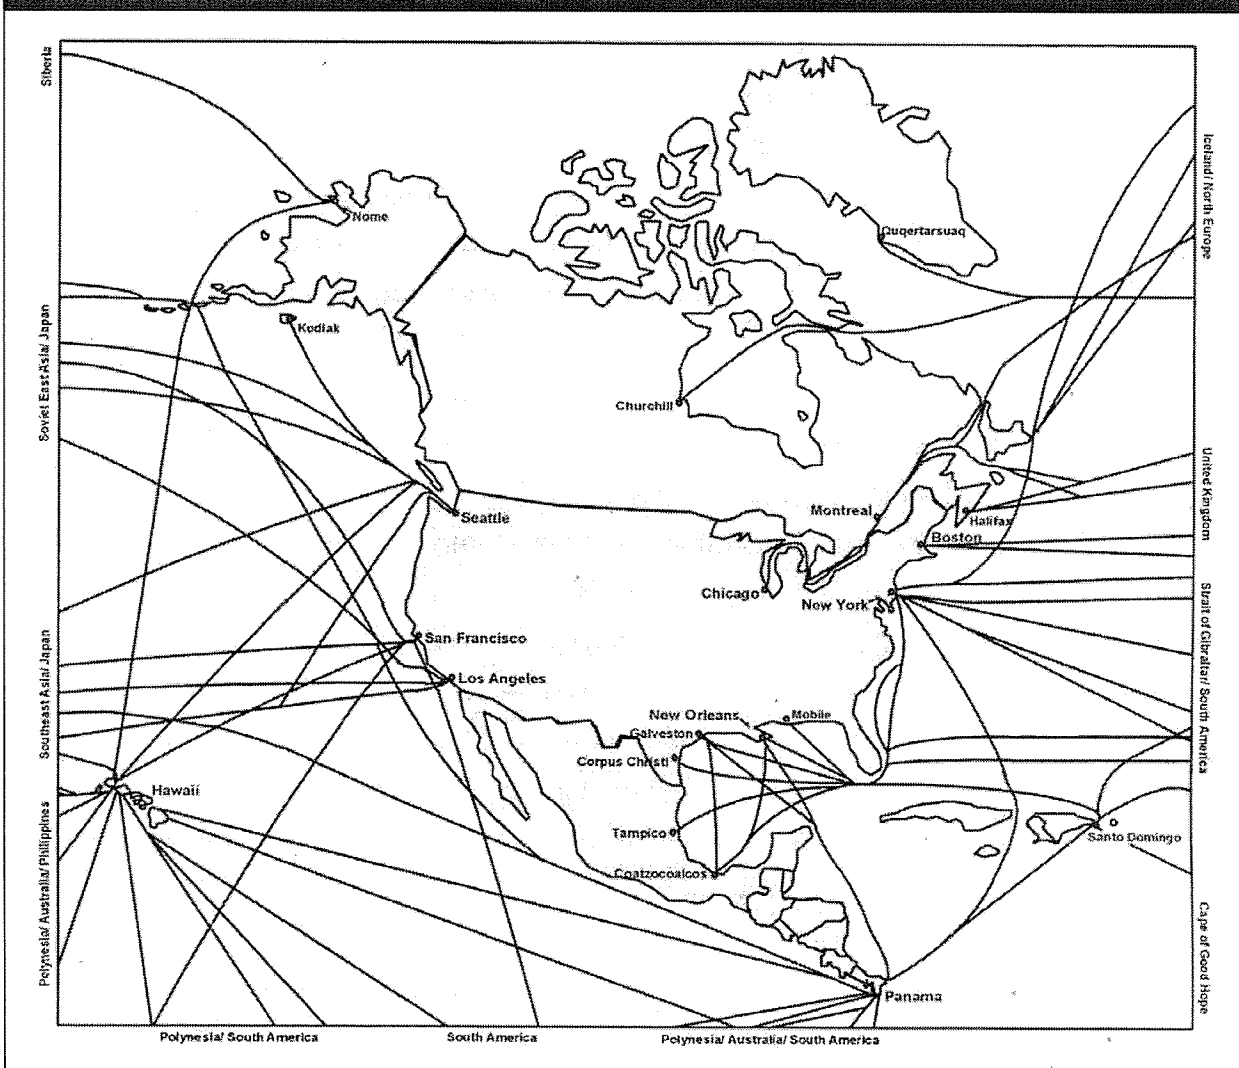 Siberia
Iceland/ North Europe
Nome
Quqertarsuaq
Kodiak
Soviet East Asia/ Japan
Churchill
United Kingdom
Montreal
Seattle
Halifax
Boston
Chicago
New York
Strait of Gibraltar/ South America
San Francisco
Southeast Asia/ Japan
Los Angeles
New Orleans
Mobile
Galveston
Corpus Christi
Hawaii
Polynesia/ Australia/ Philippines
Tampico
Santo Domingo
Coatzocoalcos
Cape of Good Hope
Panama
Polynesia/ South America
South America
Polynesia/ Australia/ South America